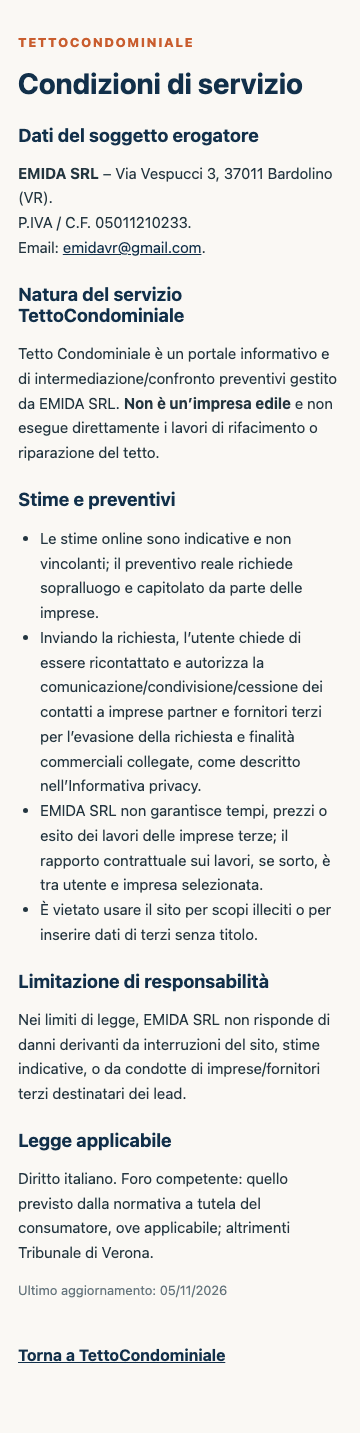 TETTOCONDOMINIALE
Condizioni di servizio
Dati del soggetto erogatore
EMIDA SRL – Via Vespucci 3, 37011 Bardolino
(VR).
P.IVA / C.F. 05011210233.
Email: emidavr@gmail.com.
Natura del servizio
TettoCondominiale
Tetto Condominiale è un portale informativo e
di intermediazione/confronto preventivi gestito
da EMIDA SRL. Non è un’impresa edile e non
esegue direttamente i lavori di rifacimento o
riparazione del tetto.
Stime e preventivi
• Le stime online sono indicative e non
vincolanti; il preventivo reale richiede
sopralluogo e capitolato da parte delle
imprese.
• Inviando la richiesta, l’utente chiede di
essere ricontattato e autorizza la
comunicazione/condivisione/cessione dei
contatti a imprese partner e fornitori terzi
per l’evasione della richiesta e finalità
commerciali collegate, come descritto
nell’Informativa privacy.
• EMIDA SRL non garantisce tempi, prezzi o
esito dei lavori delle imprese terze; il
rapporto contrattuale sui lavori, se sorto, è
tra utente e impresa selezionata.
• È vietato usare il sito per scopi illeciti o per
inserire dati di terzi senza titolo.
Limitazione di responsabilità
Nei limiti di legge, EMIDA SRL non risponde di
danni derivanti da interruzioni del sito, stime
indicative, o da condotte di imprese/fornitori
terzi destinatari dei lead.
Legge applicabile
Diritto italiano. Foro competente: quello
previsto dalla normativa a tutela del
consumatore, ove applicabile; altrimenti
Tribunale di Verona.
Ultimo aggiornamento: 05/11/2026
Torna a TettoCondominiale